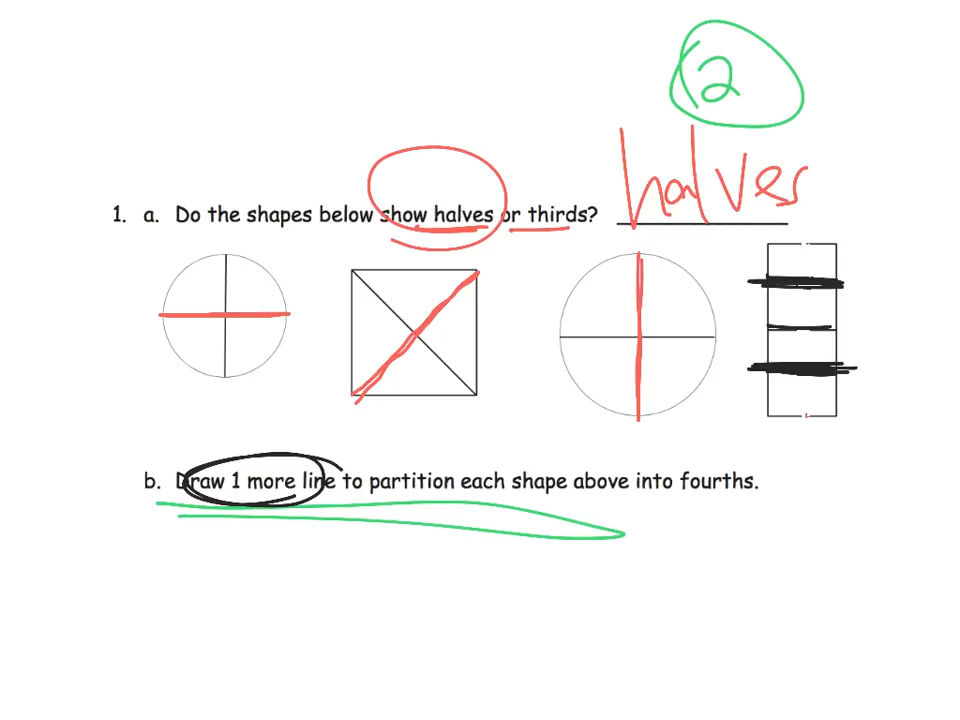 2
1. a. Do the shapes below show halves or thirds? halves
b. Draw 1 more line to partition each shape above into fourths.